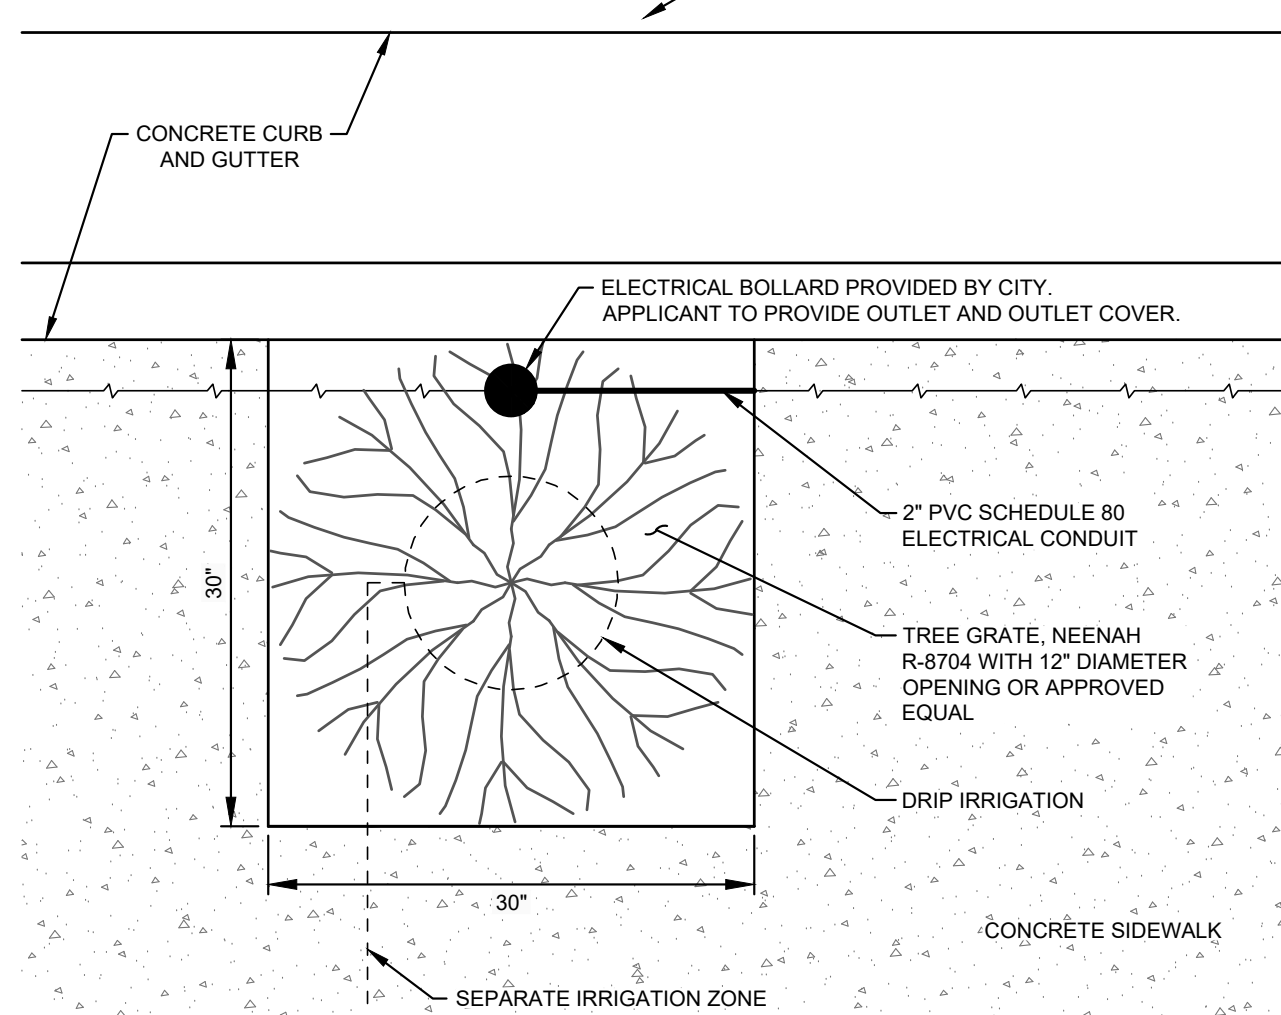 CONCRETE CURB
AND GUTTER
ELECTRICAL BOLLARD PROVIDED BY CITY.
APPLICANT TO PROVIDE OUTLET AND OUTLET COVER.
2" PVC SCHEDULE 80
ELECTRICAL CONDUIT
30"
TREE GRATE, NEENAH
R-8704 WITH 12" DIAMETER
OPENING OR APPROVED
EQUAL
DRIP IRRIGATION
30"
CONCRETE SIDEWALK
SEPARATE IRRIGATION ZONE